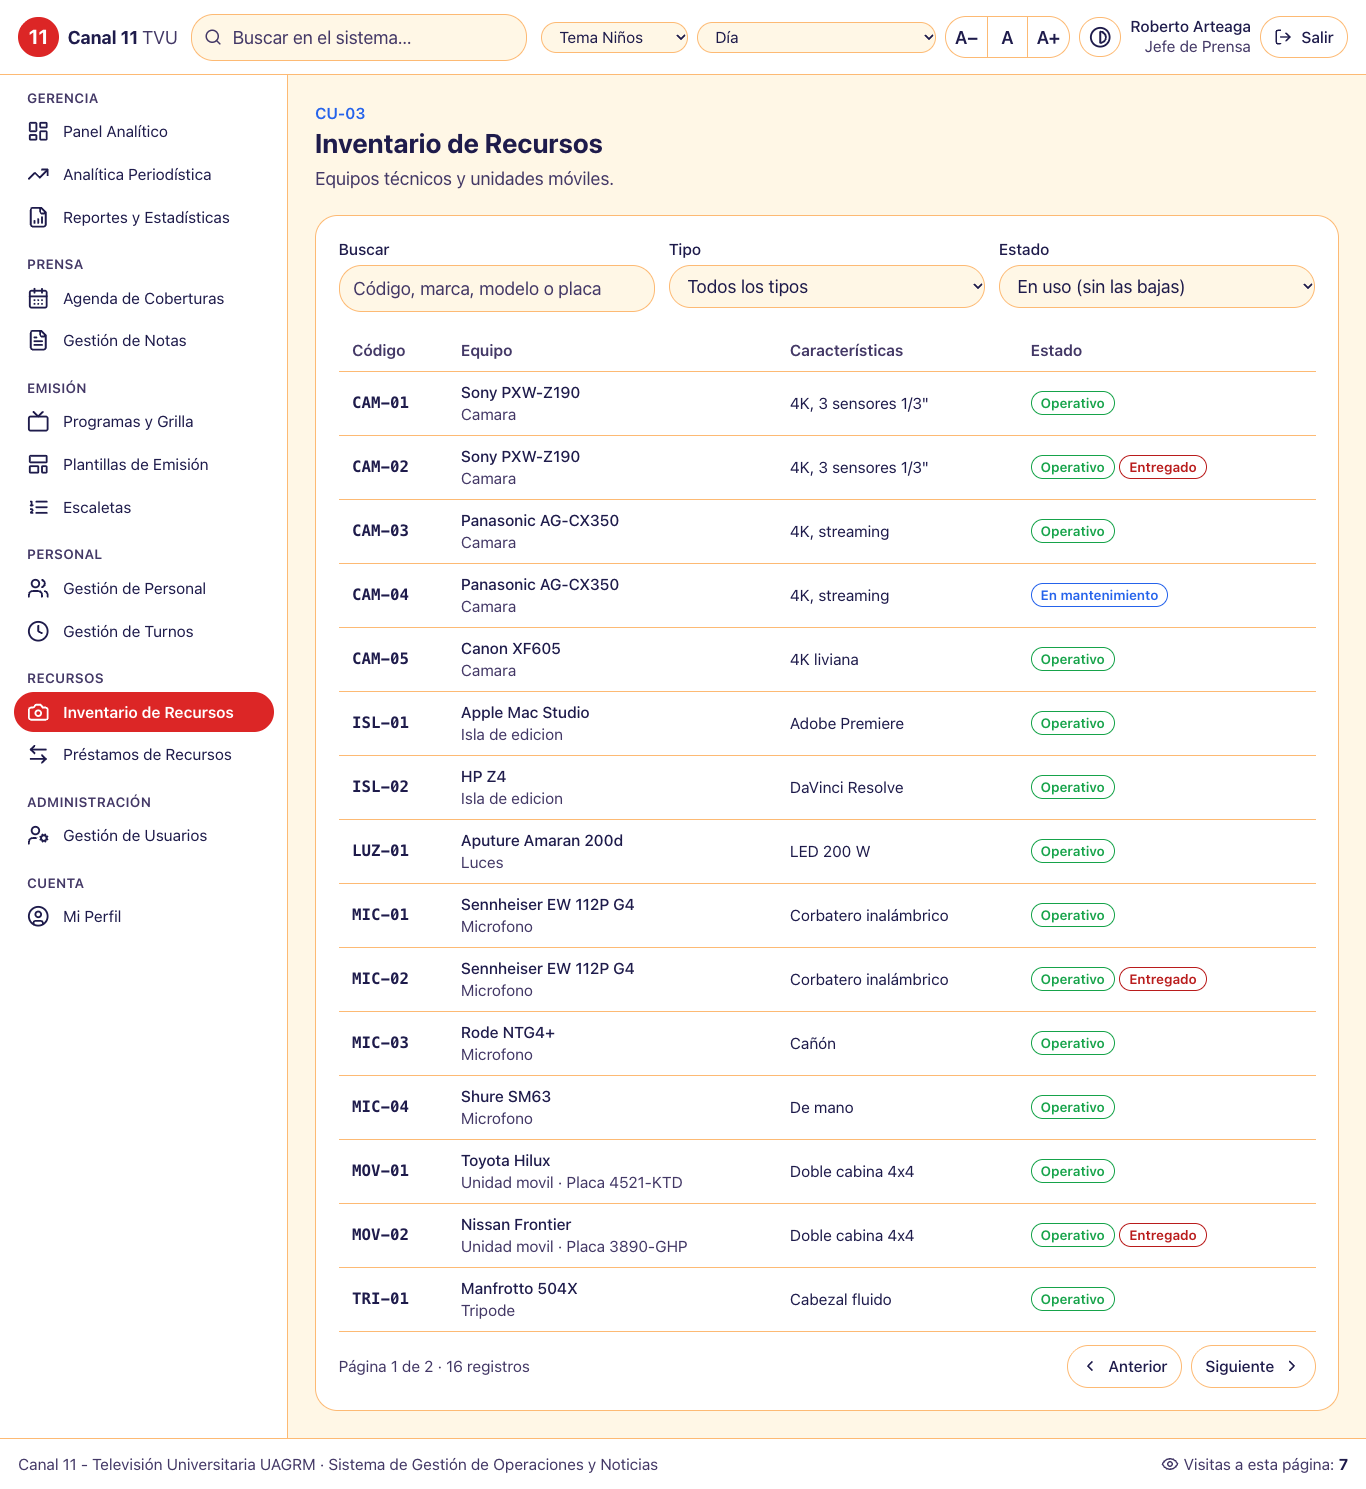 11 Canal 11 TVU
Buscar en el sistema...
Tema Niños
Día
A− A A+
Roberto Arteaga
Jefe de Prensa
Salir
GERENCIA
Panel Analítico
Analítica Periodística
Reportes y Estadísticas
PRENSA
Agenda de Coberturas
Gestión de Notas
EMISIÓN
Programas y Grilla
Plantillas de Emisión
Escaletas
PERSONAL
Gestión de Personal
Gestión de Turnos
RECURSOS
Inventario de Recursos
Préstamos de Recursos
ADMINISTRACIÓN
Gestión de Usuarios
CUENTA
Mi Perfil
CU-03
Inventario de Recursos
Equipos técnicos y unidades móviles.
Buscar Tipo Estado
Código, marca, modelo o placa Todos los tipos En uso (sin las bajas)
Código Equipo Características Estado
CAM-01 Sony PXW-Z190 4K, 3 sensores 1/3" Operativo
Camara
CAM-02 Sony PXW-Z190 4K, 3 sensores 1/3" Operativo Entregado
Camara
CAM-03 Panasonic AG-CX350 4K, streaming Operativo
Camara
CAM-04 Panasonic AG-CX350 4K, streaming En mantenimiento
Camara
CAM-05 Canon XF605 4K liviana Operativo
Camara
ISL-01 Apple Mac Studio Adobe Premiere Operativo
Isla de edicion
ISL-02 HP Z4 DaVinci Resolve Operativo
Isla de edicion
LUZ-01 Aputure Amaran 200d LED 200 W Operativo
Luces
MIC-01 Sennheiser EW 112P G4 Corbatero inalámbrico Operativo
Microfono
MIC-02 Sennheiser EW 112P G4 Corbatero inalámbrico Operativo Entregado
Microfono
MIC-03 Rode NTG4+ Cañón Operativo
Microfono
MIC-04 Shure SM63 De mano Operativo
Microfono
MOV-01 Toyota Hilux Doble cabina 4x4 Operativo
Unidad movil · Placa 4521-KTD
MOV-02 Nissan Frontier Doble cabina 4x4 Operativo Entregado
Unidad movil · Placa 3890-GHP
TRI-01 Manfrotto 504X Cabezal fluido Operativo
Tripode
Página 1 de 2 · 16 registros Anterior Siguiente
Canal 11 - Televisión Universitaria UAGRM · Sistema de Gestión de Operaciones y Noticias
Visitas a esta página: 7